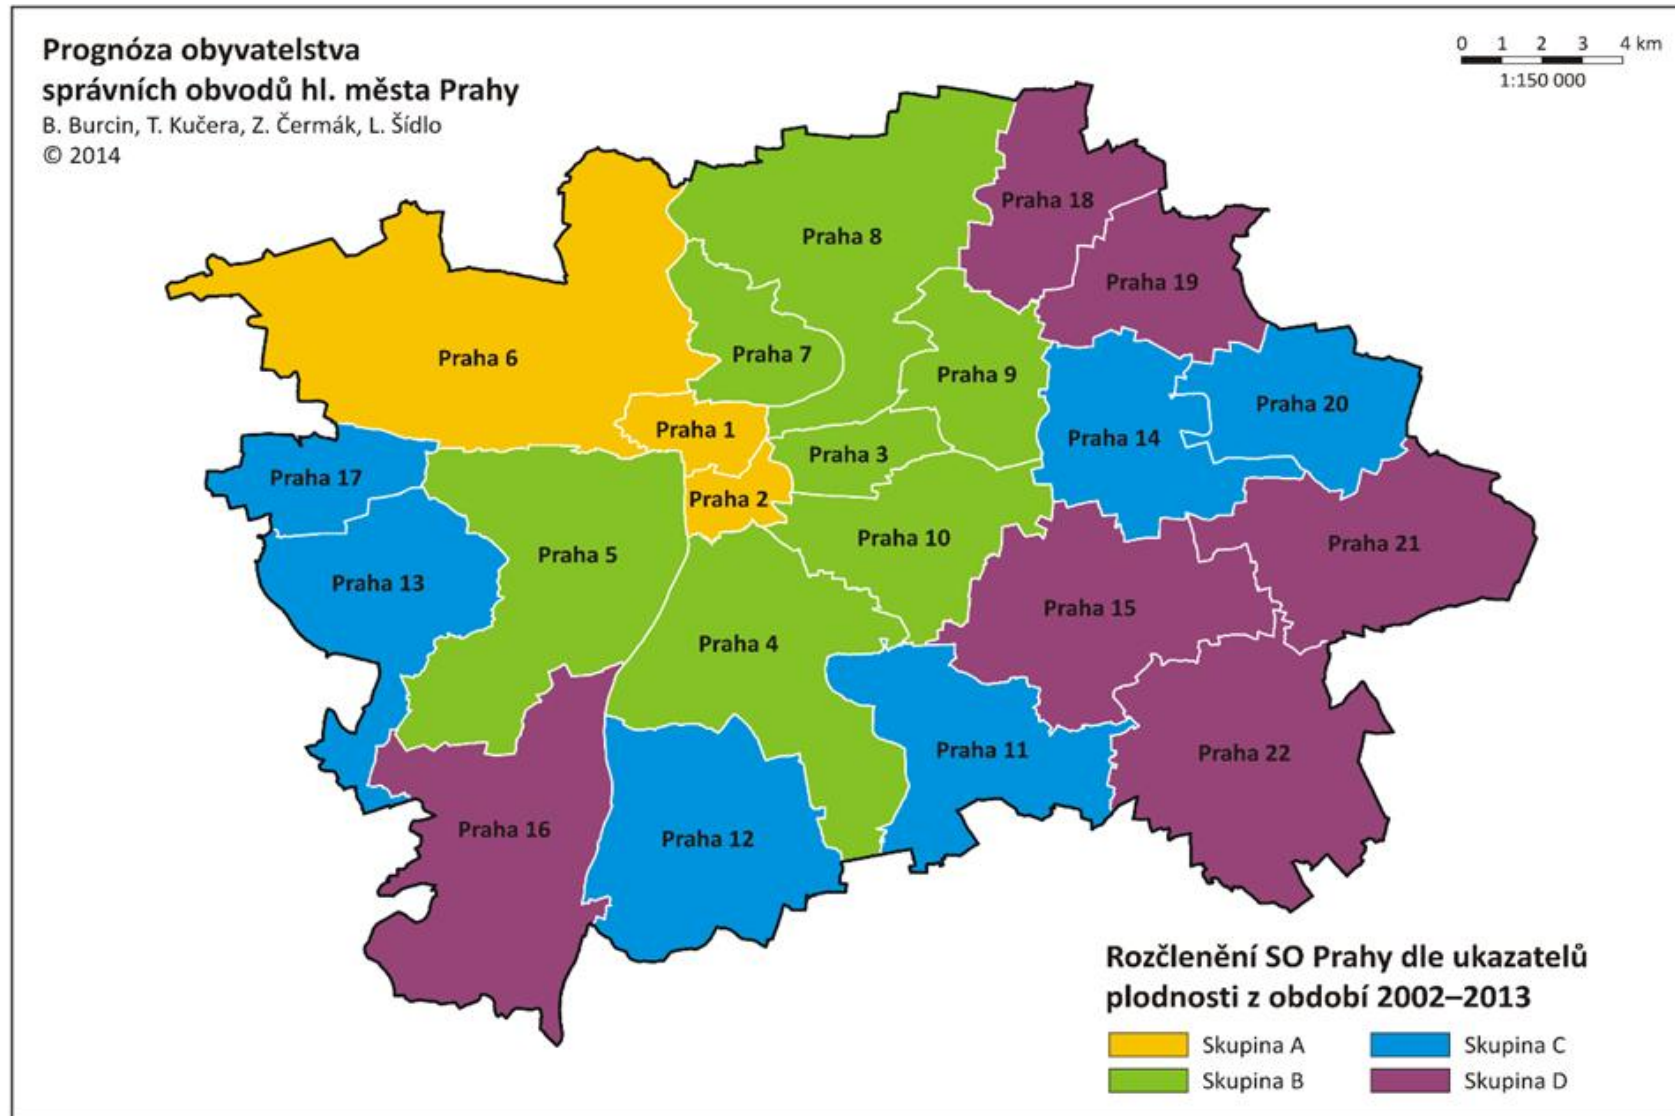 Prognóza obyvatelstva
správních obvodů hl. města Prahy
B. Burcin, T. Kučera, Z. Čermák, L. Šídlo
© 2014
0 1 2 3 4 km
1:150 000
Praha 18
Praha 8
Praha 19
Praha 7
Praha 6
Praha 9
Praha 20
Praha 1
Praha 14
Praha 3
Praha 17
Praha 2
Praha 10
Praha 21
Praha 5
Praha 13
Praha 15
Praha 4
Praha 11
Praha 22
Praha 16
Praha 12
Rozčlenění SO Prahy dle ukazatelů
plodnosti z období 2002–2013
Skupina A
Skupina C
Skupina B
Skupina D